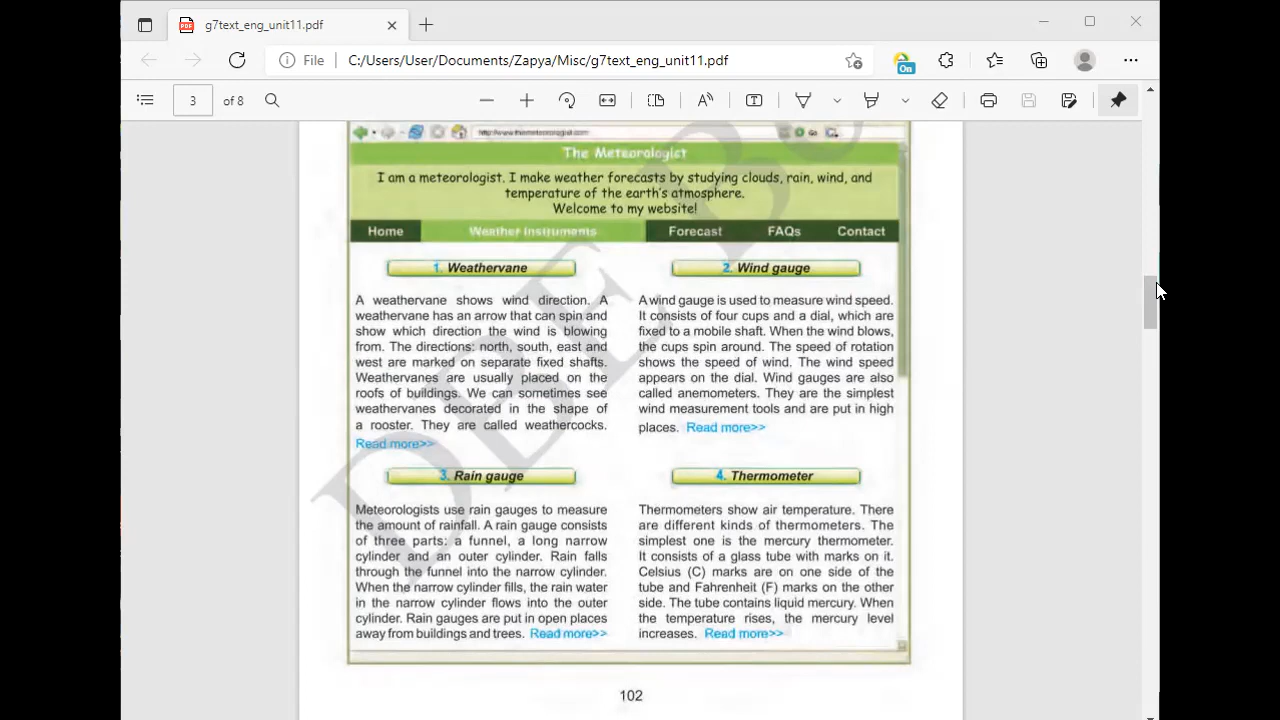 g7text_eng_unit11.pdf
File
C:/Users/User/Documents/Zapya/Misc/g7text_eng_unit11.pdf
On
3 of 8
http://www.themeteorologist.com
Go
The Meteorologist
I am a meteorologist. I make weather forecasts by studying clouds, rain, wind, and
temperature of the earth's atmosphere.
Welcome to my website!
Home Weather Instruments Forecast FAQs Contact
1. Weathervane
A weathervane shows wind direction. A
weathervane has an arrow that can spin and
show which direction the wind is blowing
from. The directions: north, south, east and
west are marked on separate fixed shafts.
Weathervanes are usually placed on the
roofs of buildings. We can sometimes see
weathervanes decorated in the shape of
a rooster. They are called weathercocks.
Read more>>
2. Wind gauge
A wind gauge is used to measure wind speed.
It consists of four cups and a dial, which are
fixed to a mobile shaft. When the wind blows,
the cups spin around. The speed of rotation
shows the speed of wind. The wind speed
appears on the dial. Wind gauges are also
called anemometers. They are the simplest
wind measurement tools and are put in high
places. Read more>>
3. Rain gauge
Meteorologists use rain gauges to measure
the amount of rainfall. A rain gauge consists
of three parts: a funnel, a long narrow
cylinder and an outer cylinder. Rain falls
through the funnel into the narrow cylinder.
When the narrow cylinder fills, the rain water
in the narrow cylinder flows into the outer
cylinder. Rain gauges are put in open places
away from buildings and trees. Read more>>
4. Thermometer
Thermometers show air temperature. There
are different kinds of thermometers. The
simplest one is the mercury thermometer.
It consists of a glass tube with marks on it.
Celsius (C) marks are on one side of the
tube and Fahrenheit (F) marks on the other
side. The tube contains liquid mercury. When
the temperature rises, the mercury level
increases. Read more>>
102